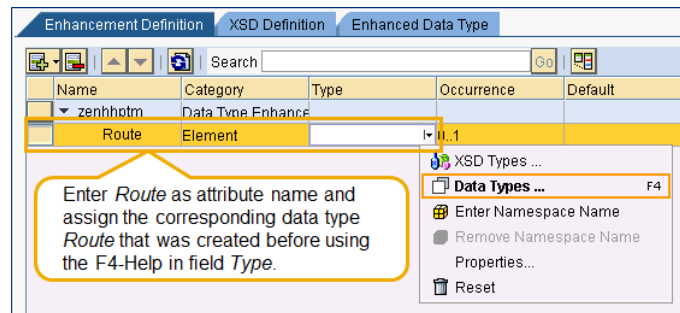 Enhancement Definition XSD Definition Enhanced Data Type
Search Go
Name Category Type Occurrence Default
zenhhptm Data Type Enhance
Route Element 0..1
XSD Types ...
Data Types ... F4
Enter Namespace Name
Remove Namespace Name
Properties...
Reset
Enter Route as attribute name and
assign the corresponding data type
Route that was created before using
the F4-Help in field Type.